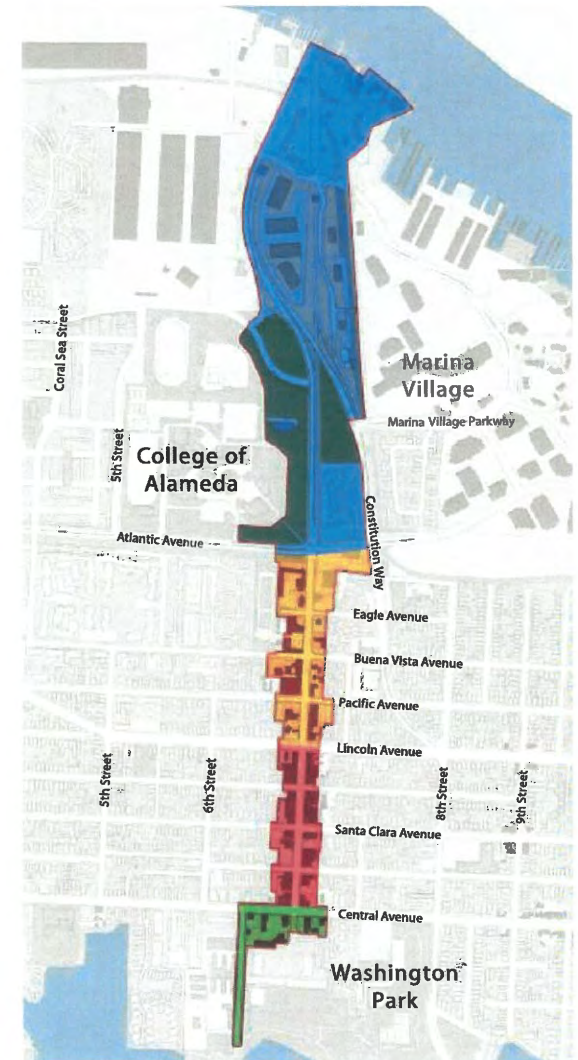 Coral Sea Street
Marina
Village
Marina Village Parkway
5th Street
College of
Alameda
Constitution Way
Atlantic Avenue
Eagle Avenue
Buena Vista Avenue
Pacific Avenue
Lincoln Avenue
5th Street
6th Street
8th Street
9th Street
Santa Clara Avenue
Central Avenue
Washington
Park